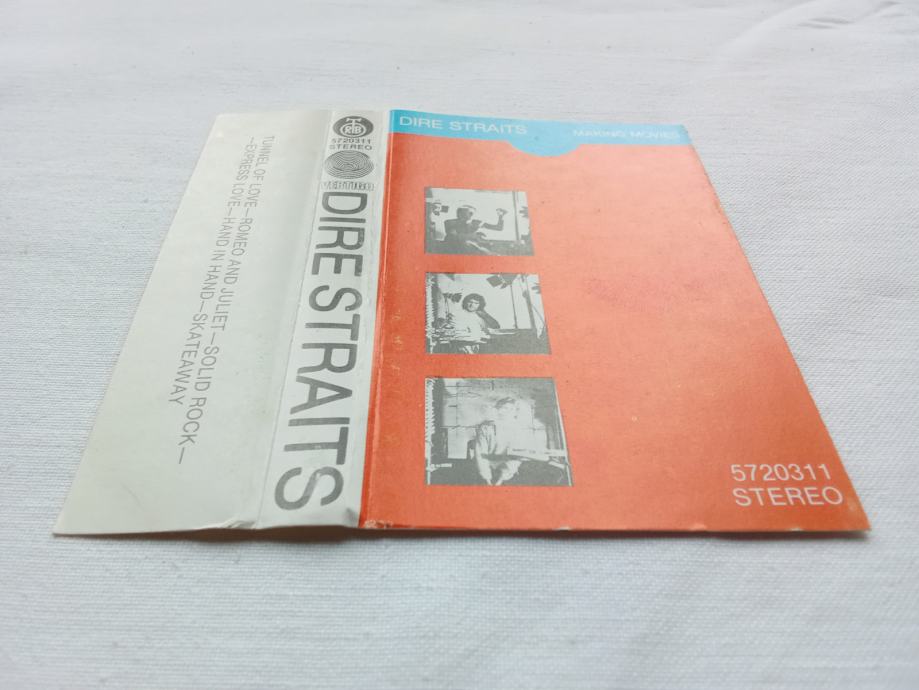 TUNNEL OF LOVE—ROMEO AND JULIET—SOLID ROCK—
—EXPRESS LOVE—HAND IN HAND—SKATEAWAY
RTB
5720311
STEREO
VERTIGO
DIRE STRAITS
DIRE STRAITS
MAKING MOVIES
5720311
STEREO